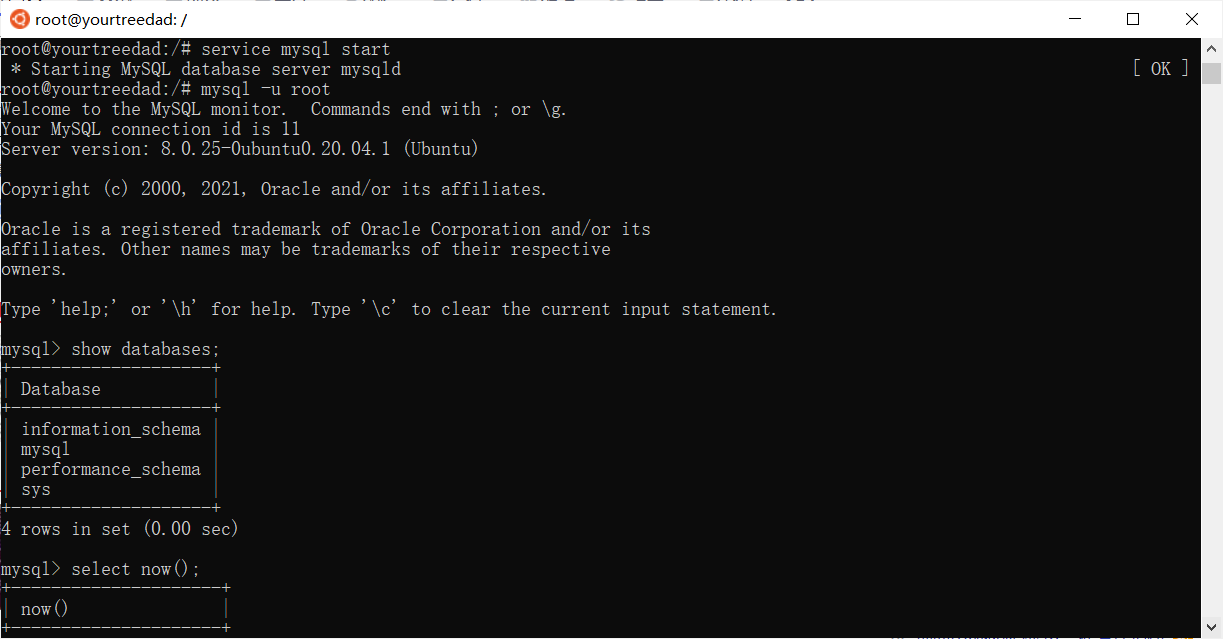 root@yourtreedad: /
root@yourtreedad:/# service mysql start
 * Starting MySQL database server mysqld [ OK ]
root@yourtreedad:/# mysql -u root
Welcome to the MySQL monitor.  Commands end with ; or \g.
Your MySQL connection id is 11
Server version: 8.0.25-0ubuntu0.20.04.1 (Ubuntu)
Copyright (c) 2000, 2021, Oracle and/or its affiliates.
Oracle is a registered trademark of Oracle Corporation and/or its
affiliates. Other names may be trademarks of their respective
owners.
Type 'help;' or '\h' for help. Type '\c' to clear the current input statement.
mysql> show databases;
+--------------------+
| Database           |
+--------------------+
| information_schema |
| mysql              |
| performance_schema |
| sys                |
+--------------------+
4 rows in set (0.00 sec)
mysql> select now();
+---------------------+
| now()               |
+---------------------+